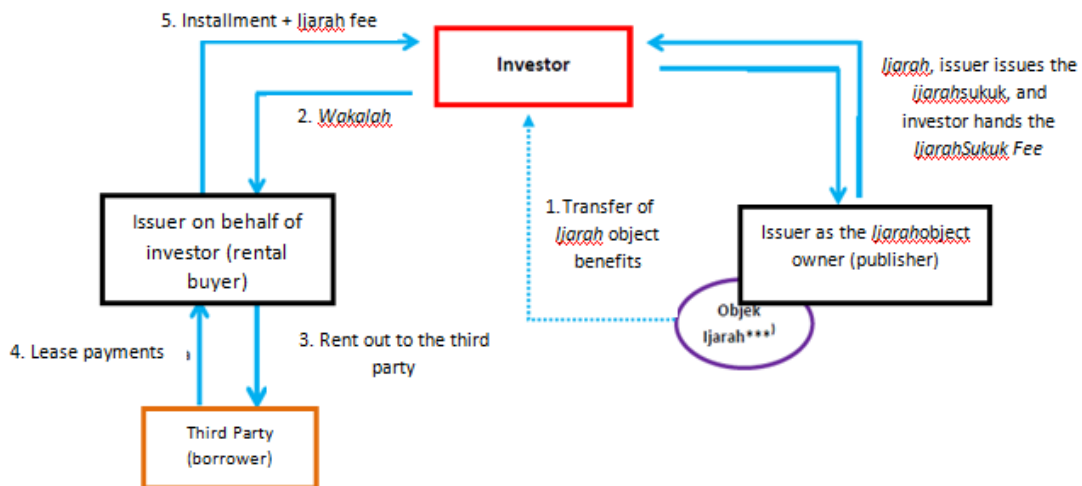 5. Installment + Ijarah fee
Investor
Ijarah, issuer issues the
ijarahsukuk, and
investor hands the
IjarahSukuk Fee
2. Wakalah
Issuer on behalf of
investor (rental
buyer)
1.Transfer of
Ijarah object
benefits
Issuer as the Ijarahobject
owner (publisher)
Objek
Ijarah***)
4. Lease payments
3. Rent out to the third
party
Third Party
(borrower)